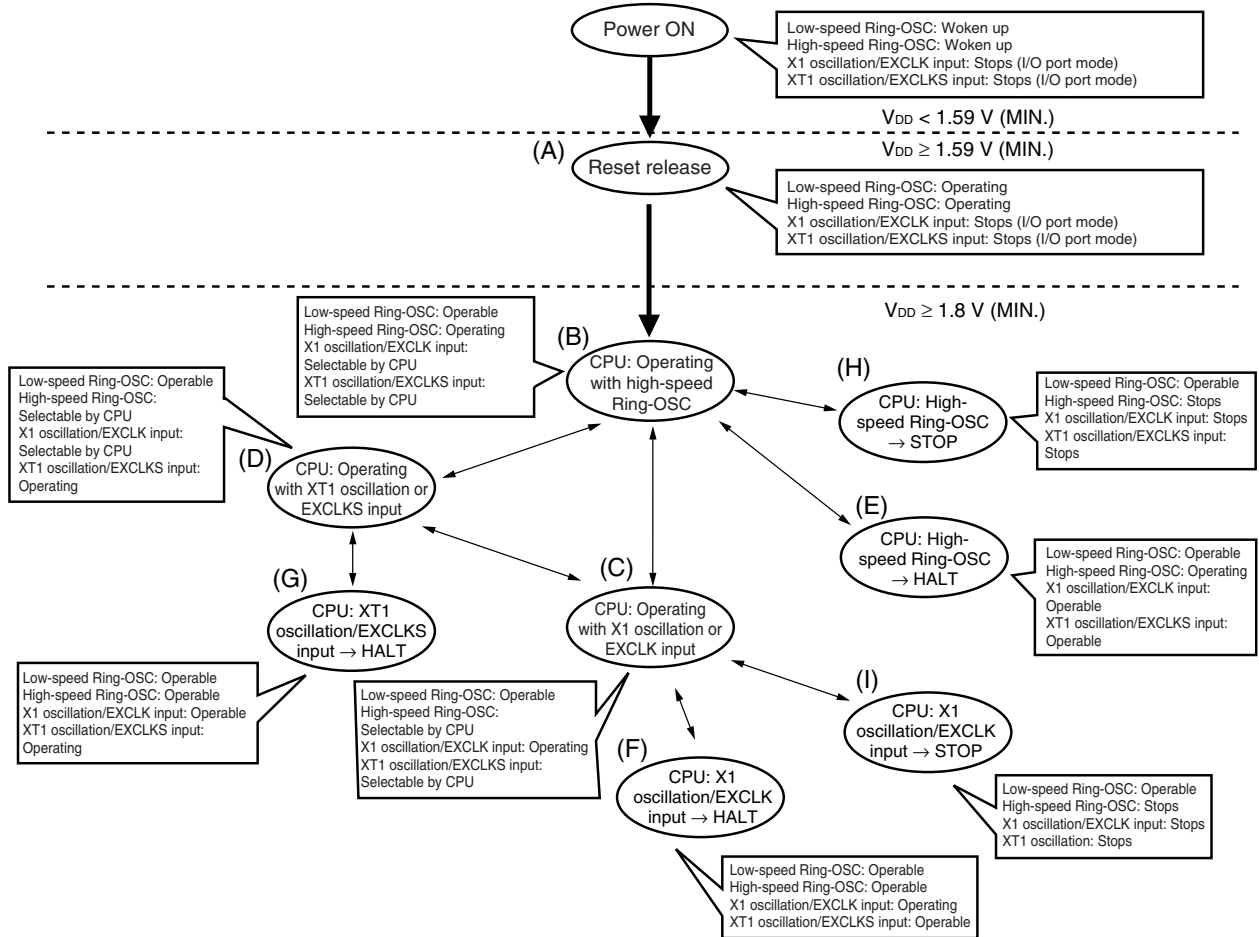 Power ON
Low-speed Ring-OSC: Woken up
High-speed Ring-OSC: Woken up
X1 oscillation/EXCLK input: Stops (I/O port mode)
XT1 oscillation/EXCLKS input: Stops (I/O port mode)
VDD < 1.59 V (MIN.)
VDD ≥ 1.59 V (MIN.)
(A)
Reset release
Low-speed Ring-OSC: Operating
High-speed Ring-OSC: Operating
X1 oscillation/EXCLK input: Stops (I/O port mode)
XT1 oscillation/EXCLKS input: Stops (I/O port mode)
VDD ≥ 1.8 V (MIN.)
Low-speed Ring-OSC: Operable
High-speed Ring-OSC: Operating
X1 oscillation/EXCLK input:
Selectable by CPU
XT1 oscillation/EXCLKS input:
Selectable by CPU
(B)
CPU: Operating
with high-speed
Ring-OSC
(H)
CPU: High-
speed Ring-OSC
→ STOP
Low-speed Ring-OSC: Operable
High-speed Ring-OSC: Stops
X1 oscillation/EXCLK input: Stops
XT1 oscillation/EXCLKS input:
Stops
Low-speed Ring-OSC: Operable
High-speed Ring-OSC:
Selectable by CPU
X1 oscillation/EXCLK input:
Selectable by CPU
XT1 oscillation/EXCLKS input:
Operating
(D)
CPU: Operating
with XT1 oscillation or
EXCLKS input
(E)
CPU: High-
speed Ring-OSC
→ HALT
Low-speed Ring-OSC: Operable
High-speed Ring-OSC: Operating
X1 oscillation/EXCLK input:
Operable
XT1 oscillation/EXCLKS input:
Operable
(G)
CPU: XT1
oscillation/EXCLKS
input → HALT
Low-speed Ring-OSC: Operable
High-speed Ring-OSC: Operable
X1 oscillation/EXCLK input: Operable
XT1 oscillation/EXCLKS input:
Operating
(C)
CPU: Operating
with X1 oscillation or
EXCLK input
Low-speed Ring-OSC: Operable
High-speed Ring-OSC:
Selectable by CPU
X1 oscillation/EXCLK input: Operating
XT1 oscillation/EXCLKS input:
Selectable by CPU
(I)
CPU: X1
oscillation/EXCLK
input → STOP
Low-speed Ring-OSC: Operable
High-speed Ring-OSC: Stops
X1 oscillation/EXCLK input: Stops
XT1 oscillation: Stops
(F)
CPU: X1
oscillation/EXCLK
input → HALT
Low-speed Ring-OSC: Operable
High-speed Ring-OSC: Operable
X1 oscillation/EXCLK input: Operating
XT1 oscillation/EXCLKS input: Operable